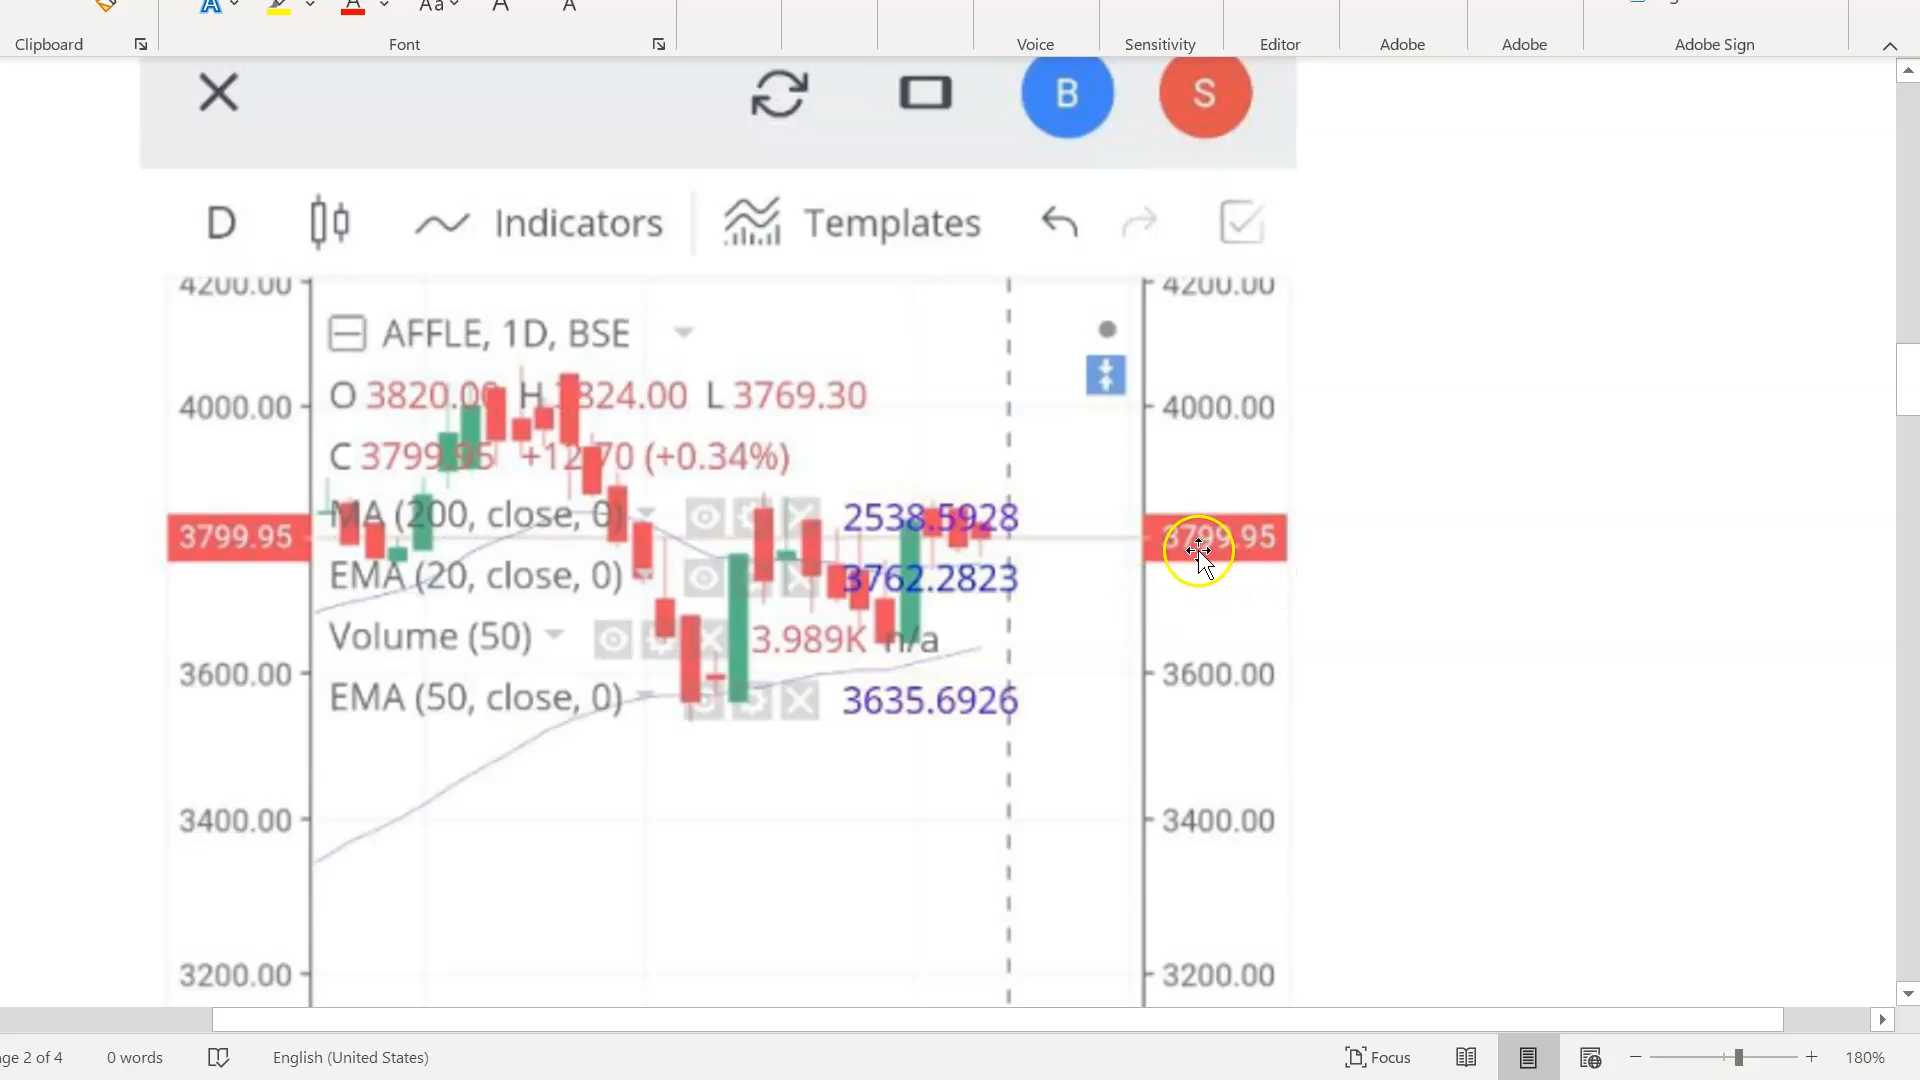 Clipboard Font Voice Sensitivity Editor Adobe Adobe Adobe Sign
B S
D Indicators Templates
4200.00 4200.00
AFFLE, 1D, BSE
O 3820.00 H 3824.00 L 3769.30
4000.00 4000.00
C 3799.95 +12.70 (+0.34%)
MA (200, close, 0) 2538.5928
3799.95 3799.95
EMA (20, close, 0) 3762.2823
Volume (50) 3.989K n/a
3600.00 3600.00
EMA (50, close, 0) 3635.6926
3400.00 3400.00
3200.00 3200.00
ge 2 of 4 0 words English (United States) Focus 180%